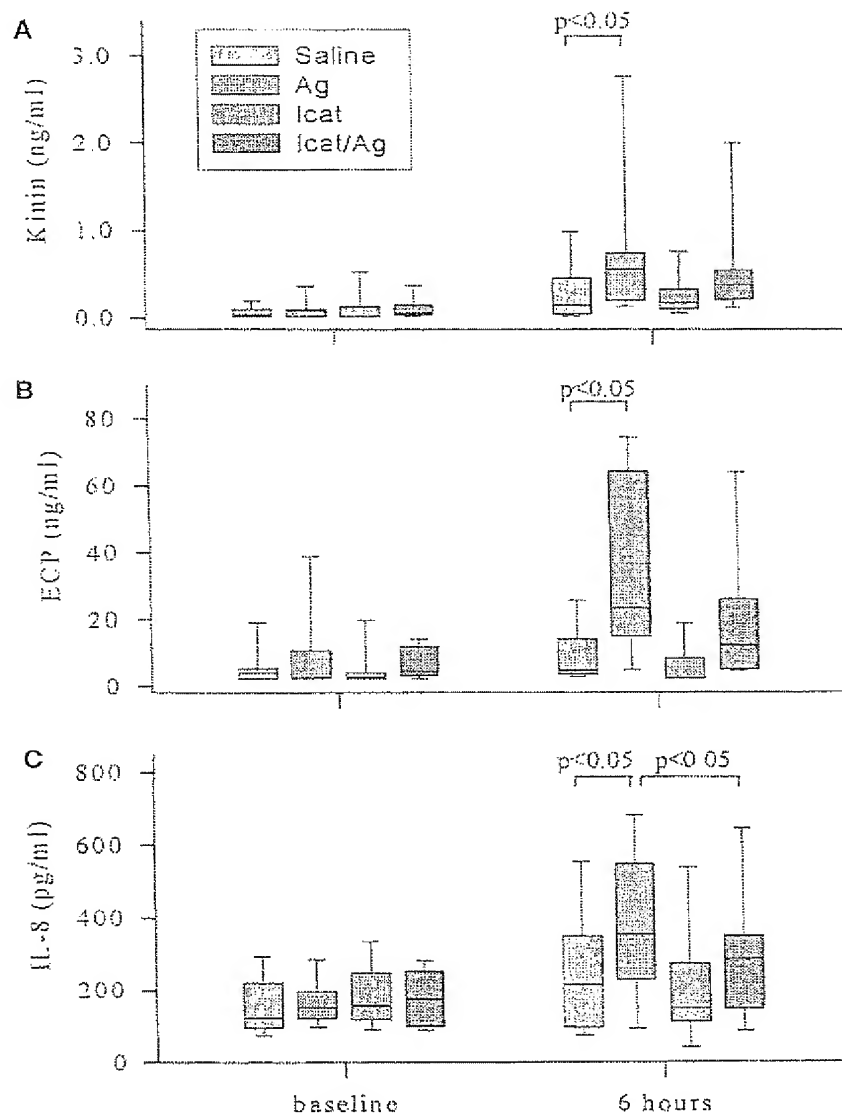 A
Kinin (ng/ml)
3.0
2.0
1.0
0.0
Saline
Ag
Icat
Icat/Ag
p<0.05
B
ECP (ng/ml)
80
60
40
20
0
p<0.05
C
IL-8 (pg/ml)
800
600
400
200
0
p<0.05
p<0 05
baseline
6 hours